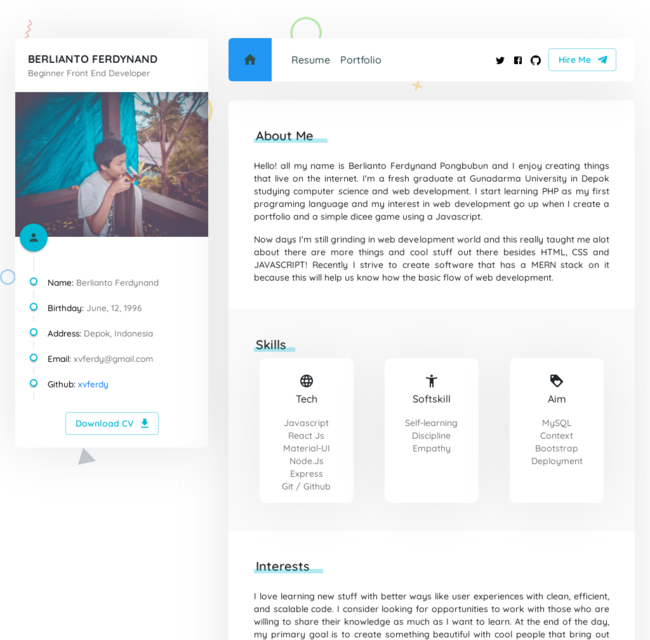 BERLIANTO FERDYNAND
Beginner Front End Developer
Name: Berlianto Ferdynand
Birthday: June, 12, 1996
Address: Depok, Indonesia
Email: xvferdy@gmail.com
Github: xvferdy
Download CV
Resume Portfolio
Hire Me
About Me
Hello! all my name is Berlianto Ferdynand Pongbubun and I enjoy creating things
that live on the internet. I'm a fresh graduate at Gunadarma University in Depok
studying computer science and web development. I start learning PHP as my first
programing language and my interest in web development go up when I create a
portfolio and a simple dicee game using a Javascript.
Now days I'm still grinding in web development world and this really taught me alot
about there are more things and cool stuff out there besides HTML, CSS and
JAVASCRIPT! Recently I strive to create software that has a MERN stack on it
because this will help us know how the basic flow of web development.
Skills
Tech
Javascript
React Js
Material-UI
Node.Js
Express
Git / Github
Softskill
Self-learning
Discipline
Empathy
Aim
MySQL
Context
Bootstrap
Deployment
Interests
I love learning new stuff with better ways like user experiences with clean, efficient,
and scalable code. I consider looking for opportunities to work with those who are
willing to share their knowledge as much as I want to learn. At the end of the day,
my primary goal is to create something beautiful with cool people that bring out